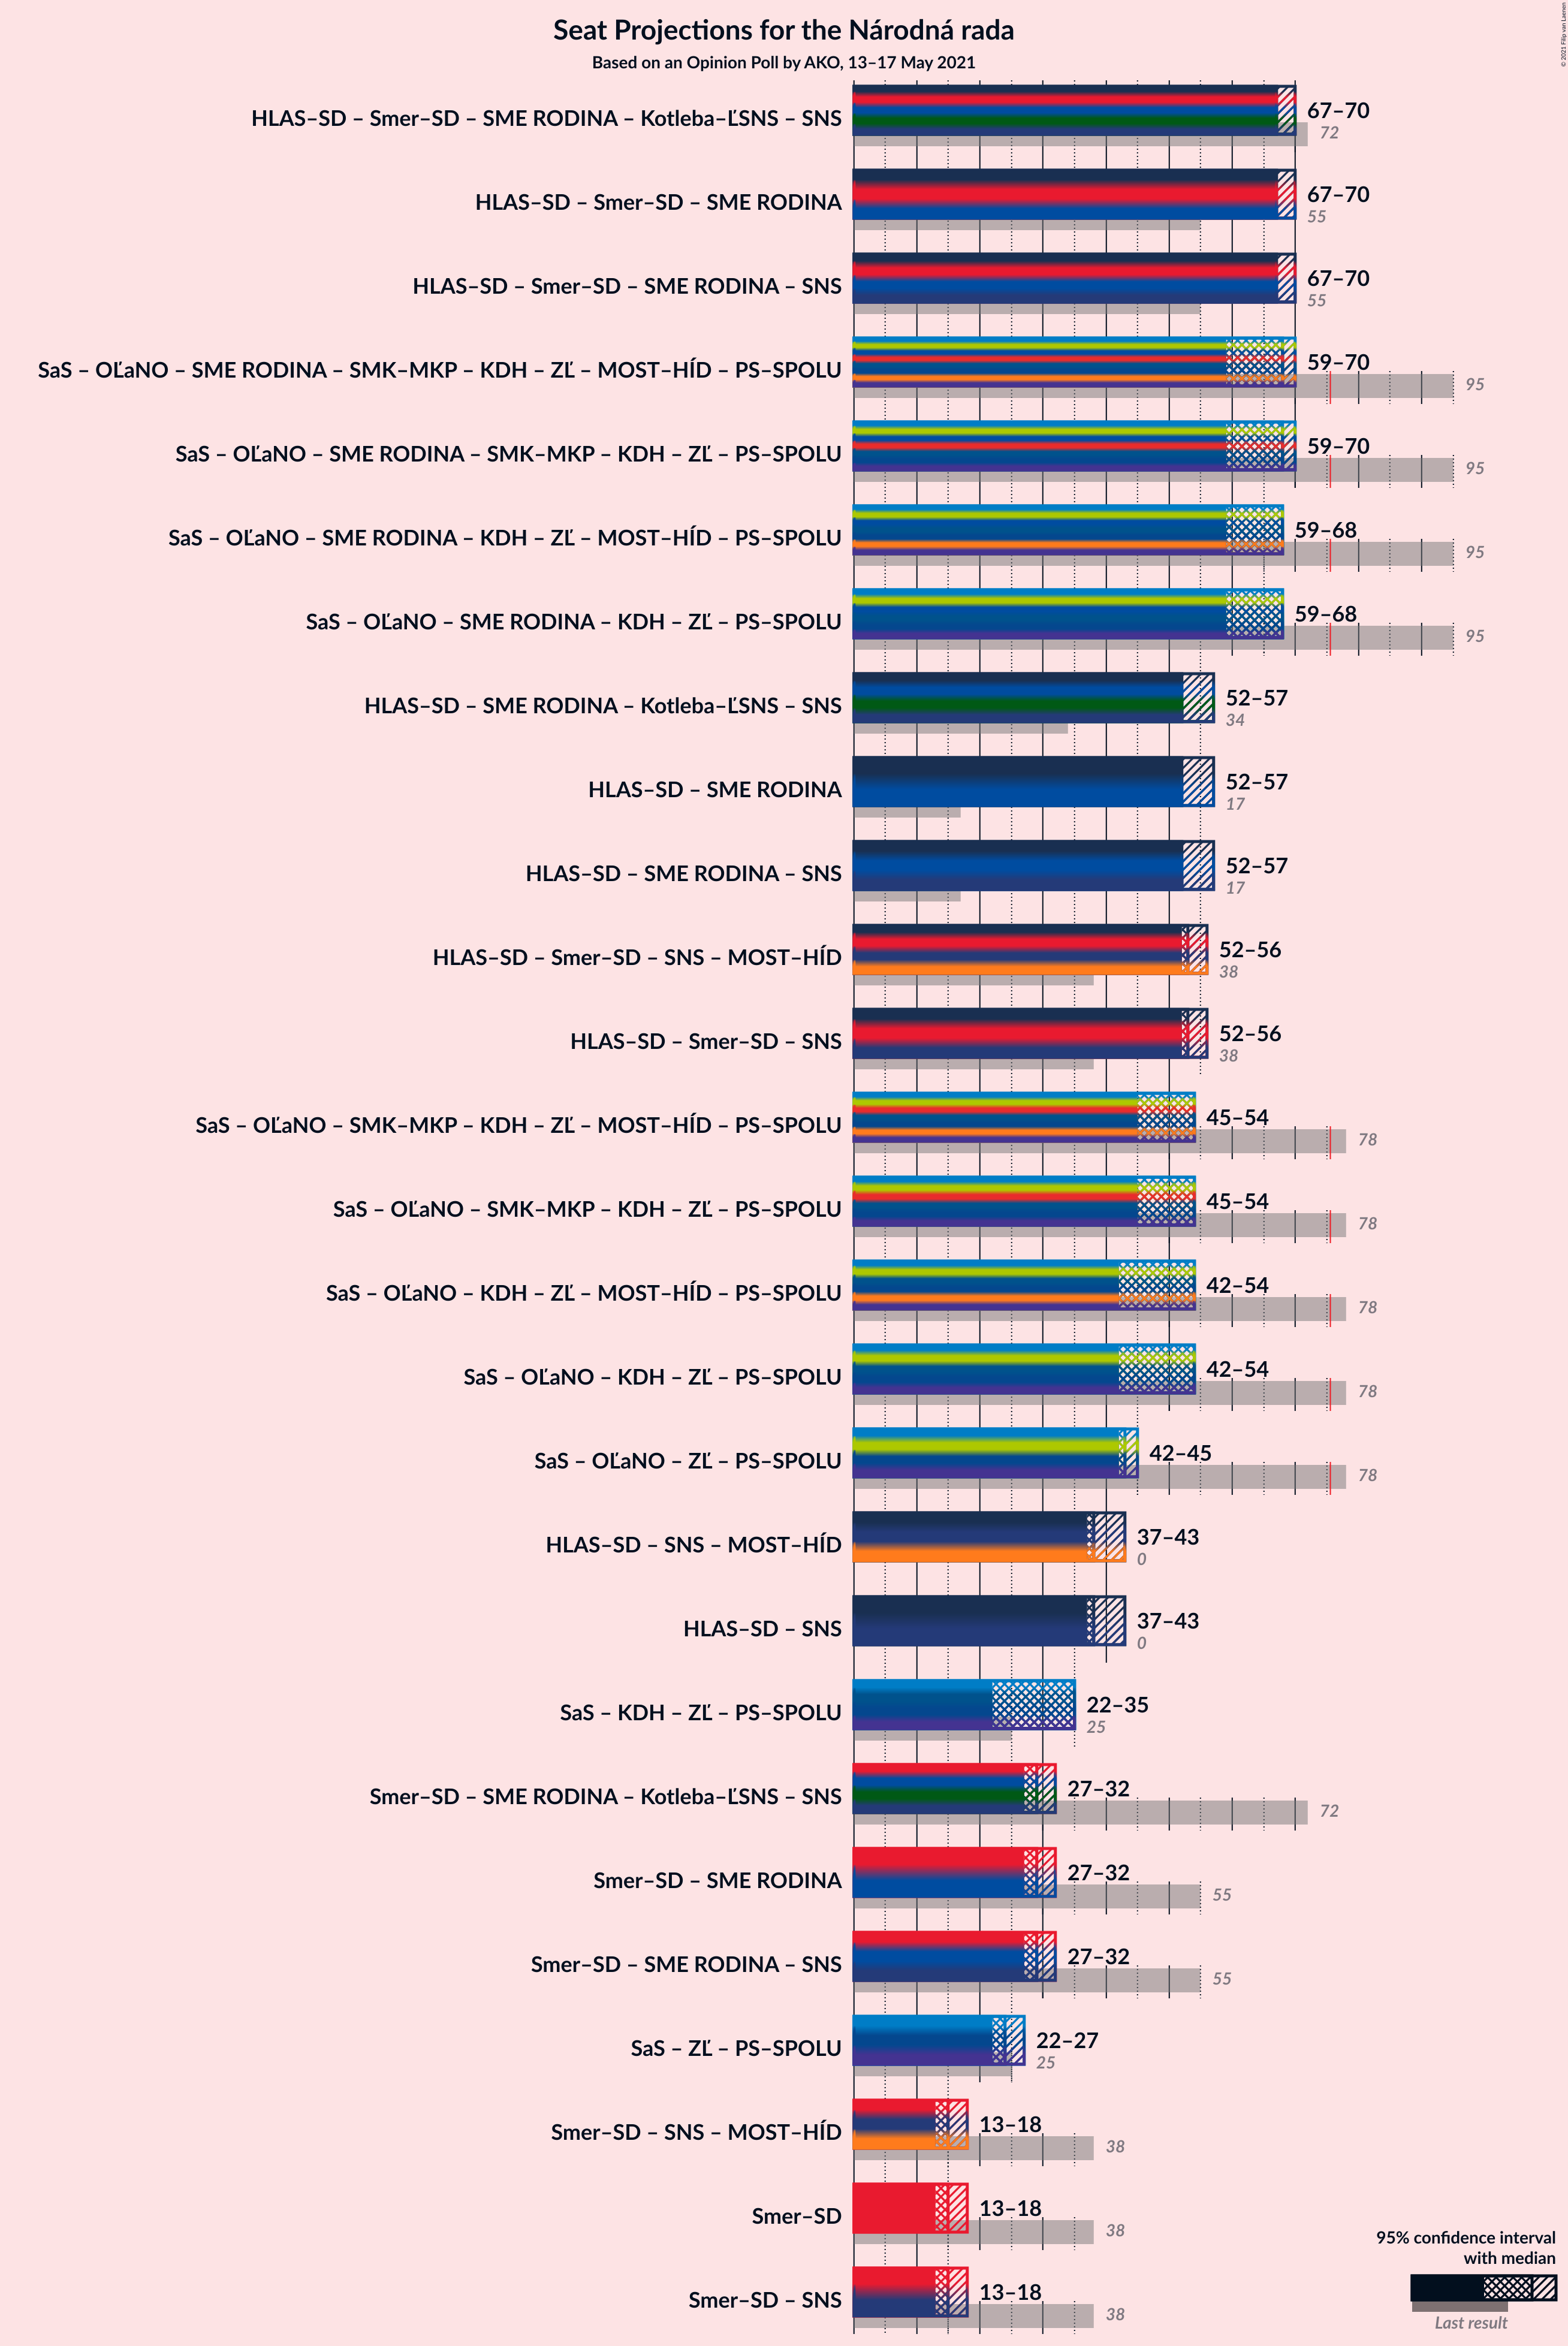 Seat Projections for the Národná rada
Based on an Opinion Poll by AKO, 13–17 May 2021
© 2021 Filip van Laenen
HLAS–SD – Smer–SD – SME RODINA – Kotleba–ĽSNS – SNS
67–70
72
HLAS–SD – Smer–SD – SME RODINA
67–70
55
HLAS–SD – Smer–SD – SME RODINA – SNS
67–70
55
SaS – OĽaNO – SME RODINA – SMK–MKP – KDH – ZĽ – MOST–HÍD – PS–SPOLU
59–70
95
SaS – OĽaNO – SME RODINA – SMK–MKP – KDH – ZĽ – PS–SPOLU
59–70
95
SaS – OĽaNO – SME RODINA – KDH – ZĽ – MOST–HÍD – PS–SPOLU
59–68
95
SaS – OĽaNO – SME RODINA – KDH – ZĽ – PS–SPOLU
59–68
95
HLAS–SD – SME RODINA – Kotleba–ĽSNS – SNS
52–57
34
HLAS–SD – SME RODINA
52–57
17
HLAS–SD – SME RODINA – SNS
52–57
17
HLAS–SD – Smer–SD – SNS – MOST–HÍD
52–56
38
HLAS–SD – Smer–SD – SNS
52–56
38
SaS – OĽaNO – SMK–MKP – KDH – ZĽ – MOST–HÍD – PS–SPOLU
45–54
78
SaS – OĽaNO – SMK–MKP – KDH – ZĽ – PS–SPOLU
45–54
78
SaS – OĽaNO – KDH – ZĽ – MOST–HÍD – PS–SPOLU
42–54
78
SaS – OĽaNO – KDH – ZĽ – PS–SPOLU
42–54
78
SaS – OĽaNO – ZĽ – PS–SPOLU
42–45
78
HLAS–SD – SNS – MOST–HÍD
37–43
0
HLAS–SD – SNS
37–43
0
SaS – KDH – ZĽ – PS–SPOLU
22–35
25
Smer–SD – SME RODINA – Kotleba–ĽSNS – SNS
27–32
72
Smer–SD – SME RODINA
27–32
55
Smer–SD – SME RODINA – SNS
27–32
55
SaS – ZĽ – PS–SPOLU
22–27
25
Smer–SD – SNS – MOST–HÍD
13–18
38
Smer–SD
13–18
38
Smer–SD – SNS
13–18
38
95% confidence interval
with median
Last result